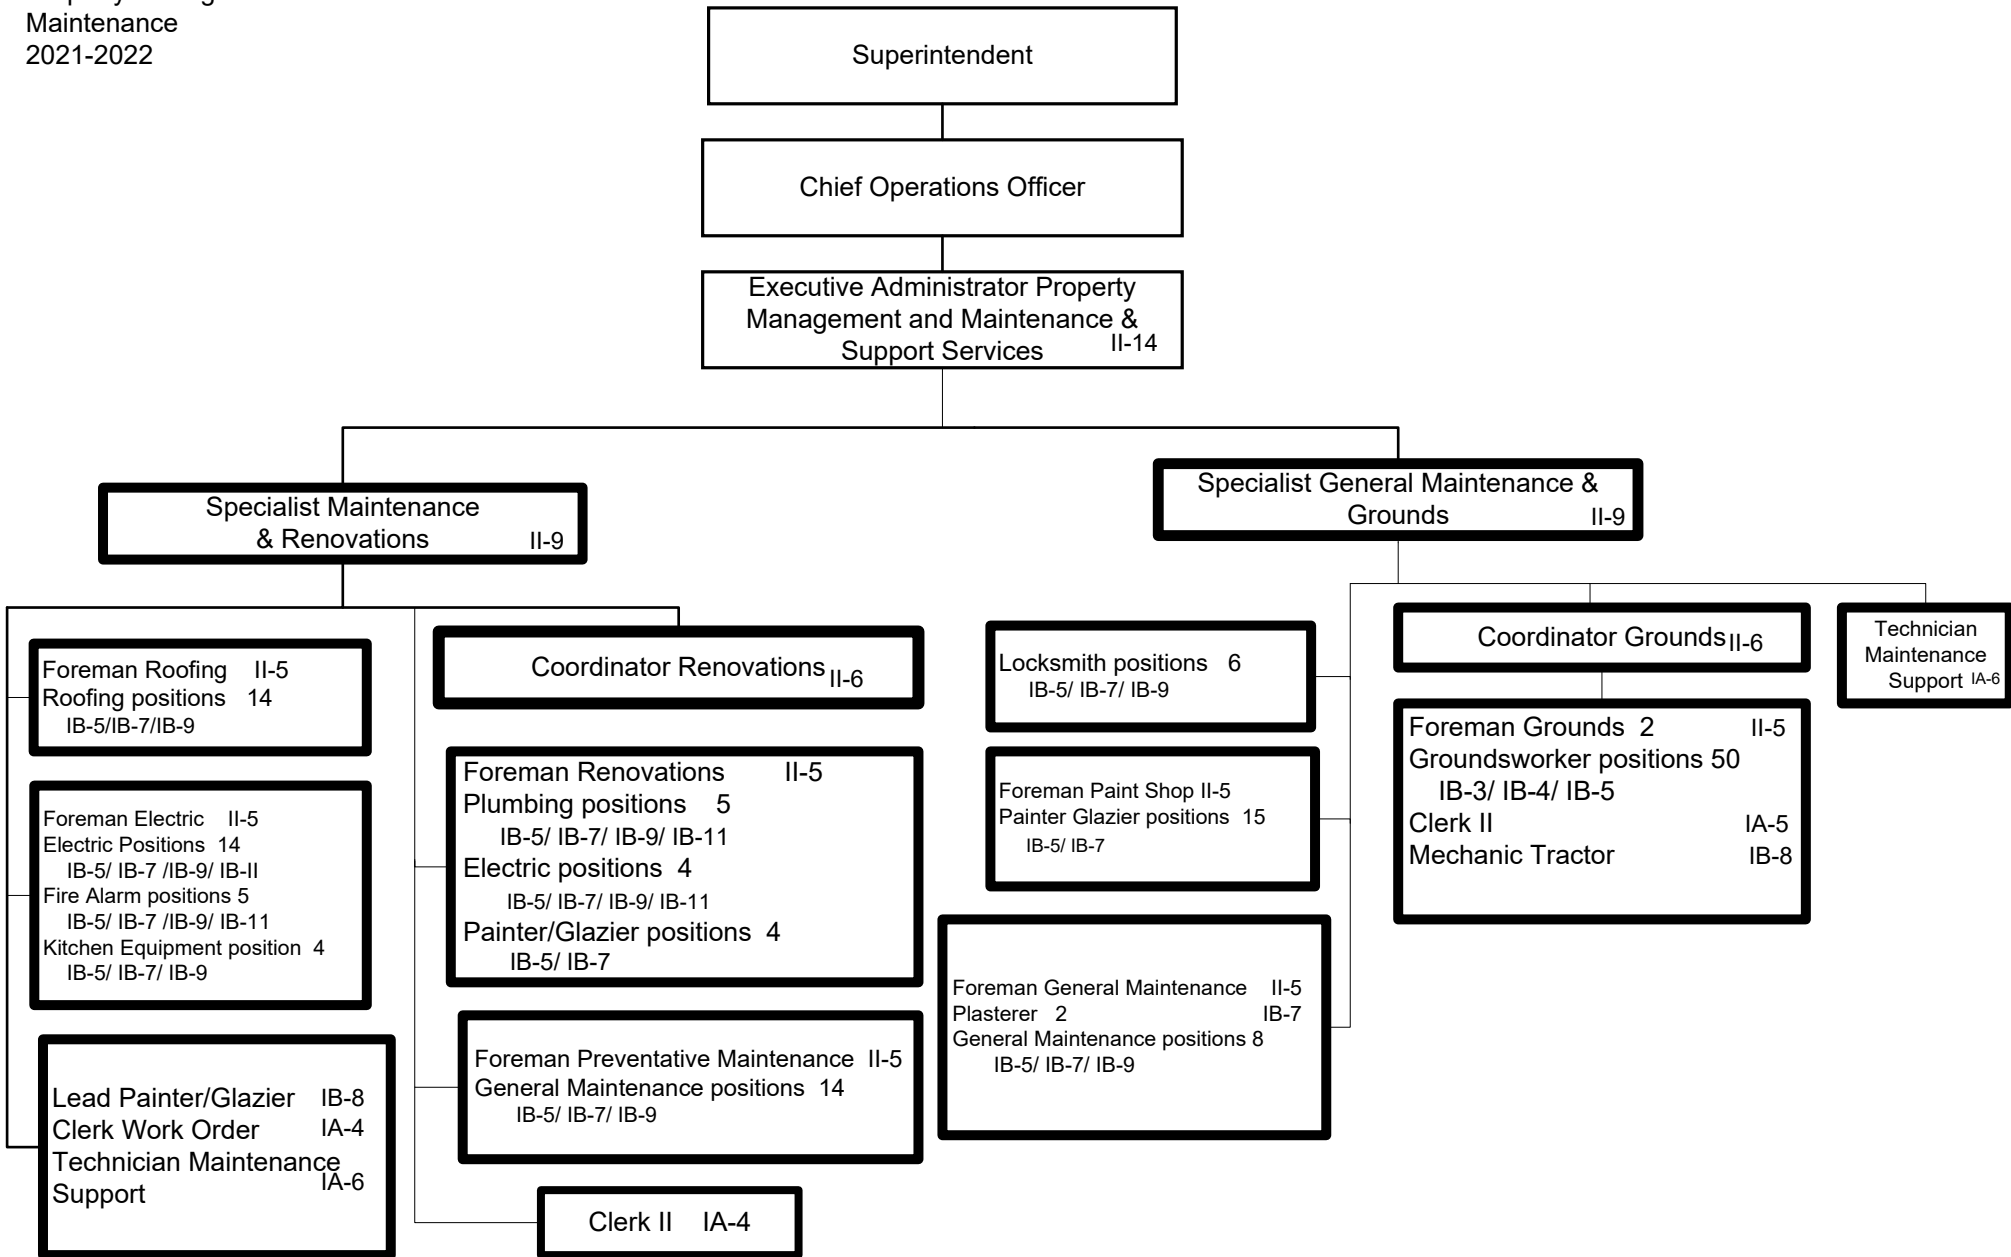 Maintenance
2021-2022
Superintendent
Chief Operations Officer
Executive Administrator Property
Management and Maintenance &
Support Services II-14
Specialist Maintenance
& Renovations II-9
Specialist General Maintenance &
Grounds II-9
Foreman Roofing II-5
Roofing positions 14
IB-5/IB-7/IB-9
Foreman Electric II-5
Electric Positions 14
IB-5/ IB-7 /IB-9/ IB-II
Fire Alarm positions 5
IB-5/ IB-7 /IB-9/ IB-11
Kitchen Equipment position 4
IB-5/ IB-7/ IB-9
Lead Painter/Glazier IB-8
Clerk Work Order IA-4
Technician Maintenance
Support IA-6
Coordinator Renovations II-6
Foreman Renovations II-5
Plumbing positions 5
IB-5/ IB-7/ IB-9/ IB-11
Electric positions 4
IB-5/ IB-7/ IB-9/ IB-11
Painter/Glazier positions 4
IB-5/ IB-7
Foreman Preventative Maintenance II-5
General Maintenance positions 14
IB-5/ IB-7/ IB-9
Clerk II IA-4
Locksmith positions 6
IB-5/ IB-7/ IB-9
Foreman Paint Shop II-5
Painter Glazier positions 15
IB-5/ IB-7
Foreman General Maintenance II-5
Plasterer 2 IB-7
General Maintenance positions 8
IB-5/ IB-7/ IB-9
Coordinator Grounds II-6
Foreman Grounds 2 II-5
Groundsworker positions 50
IB-3/ IB-4/ IB-5
Clerk II IA-5
Mechanic Tractor IB-8
Technician
Maintenance
Support IA-6